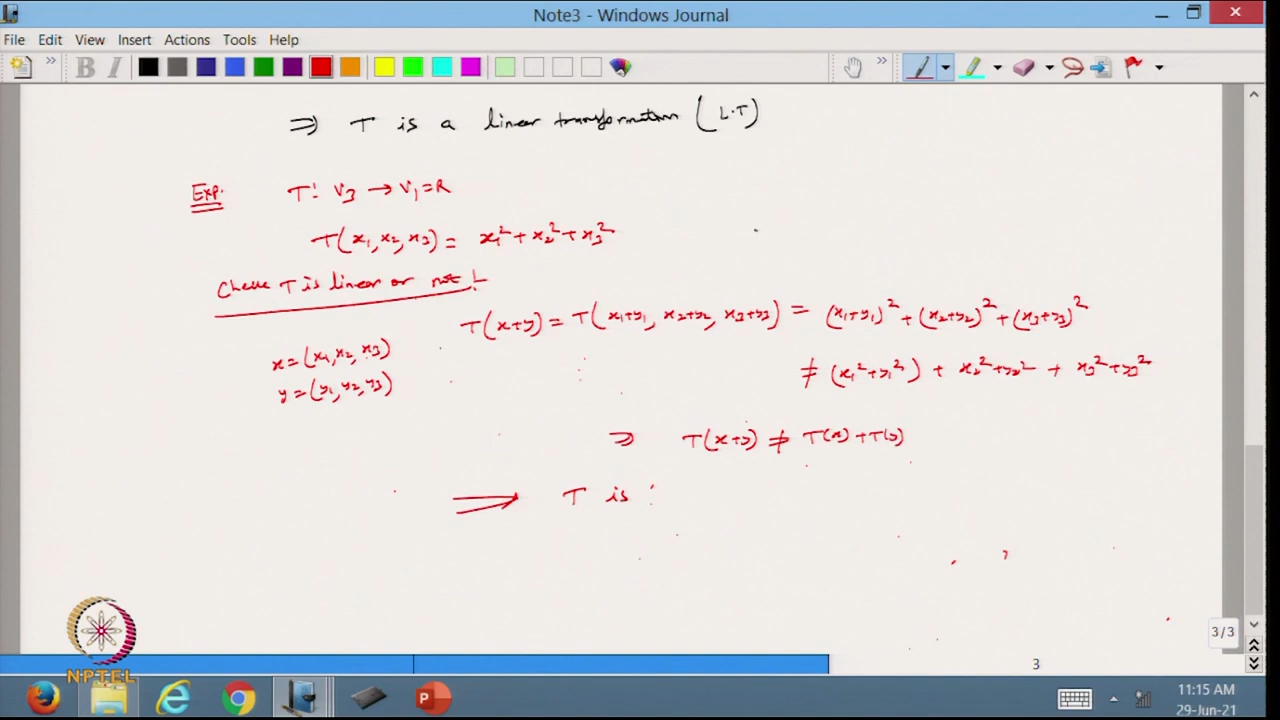 Note3 - Windows Journal
File Edit View Insert Actions Tools Help
⇒ T is a linear transformation (L.T)
Exp. T: V₃ → V₁=R
T(x₁,x₂,x₃) = x₁²+x₂²+x₃²
Check T is linear or not!
T(x+y) = T(x₁+y₁, x₂+y₂, x₃+y₃) = (x₁+y₁)²+(x₂+y₂)²+(x₃+y₃)²
x=(x₁,x₂,x₃)
≠ (x₁²+y₁²) + x₂²+y₂² + x₃²+y₃²
y=(y₁,y₂,y₃)
⇒ T(x+y) ≠ T(x)+T(y)
⟹ T is
3/3
3
NPTEL
11:15 AM
29-Jun-21